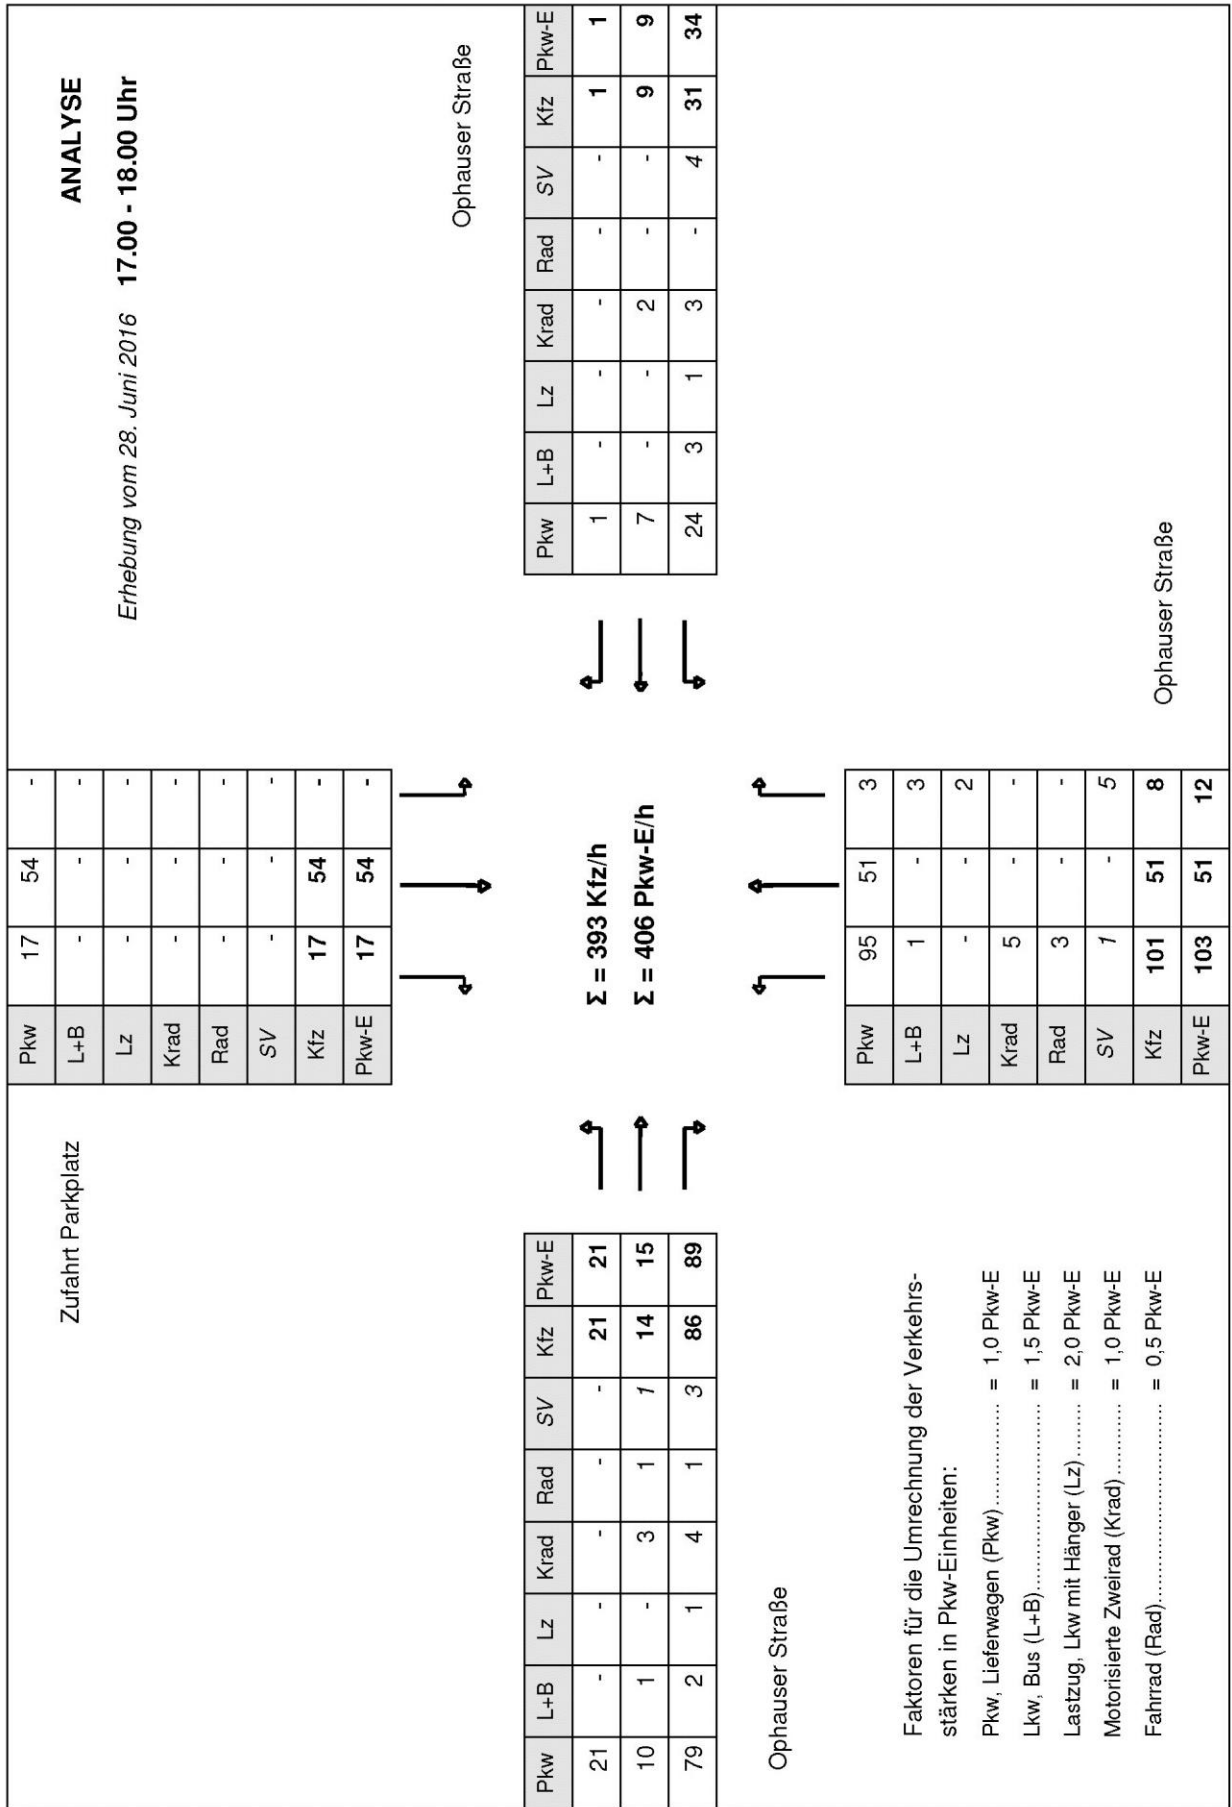 Zufahrt Parkplatz
Pkw 17 54 -
L+B - - -
Lz - - -
Krad - - -
Rad - - -
SV - - -
Kfz 17 54 -
Pkw-E 17 54 -
ANALYSE
Erhebung vom 28. Juni 2016 17.00 - 18.00 Uhr
Ophauser Straße
Pkw L+B Lz Krad Rad SV Kfz Pkw-E
21 - - - - - 21 21
10 1 - 3 1 1 14 15
79 2 1 4 1 3 86 89
Ophauser Straße
Σ = 393 Kfz/h
Σ = 406 Pkw-E/h
Pkw L+B Lz Krad Rad SV Kfz Pkw-E
1 - - - - - 1 1
7 - - 2 - - 9 9
24 3 1 3 - 4 31 34
Faktoren für die Umrechnung der Verkehrs-
stärken in Pkw-Einheiten:
Pkw, Lieferwagen (Pkw)................. = 1,0 Pkw-E
Lkw, Bus (L+B)................................ = 1,5 Pkw-E
Lastzug, Lkw mit Hänger (Lz).......... = 2,0 Pkw-E
Motorisierte Zweirad (Krad)............ = 1,0 Pkw-E
Fahrrad (Rad).................................. = 0,5 Pkw-E
Pkw 95 51 3
L+B 1 - 3
Lz - - 2
Krad 5 - -
Rad 3 - -
SV 1 - 5
Kfz 101 51 8
Pkw-E 103 51 12
Ophauser Straße